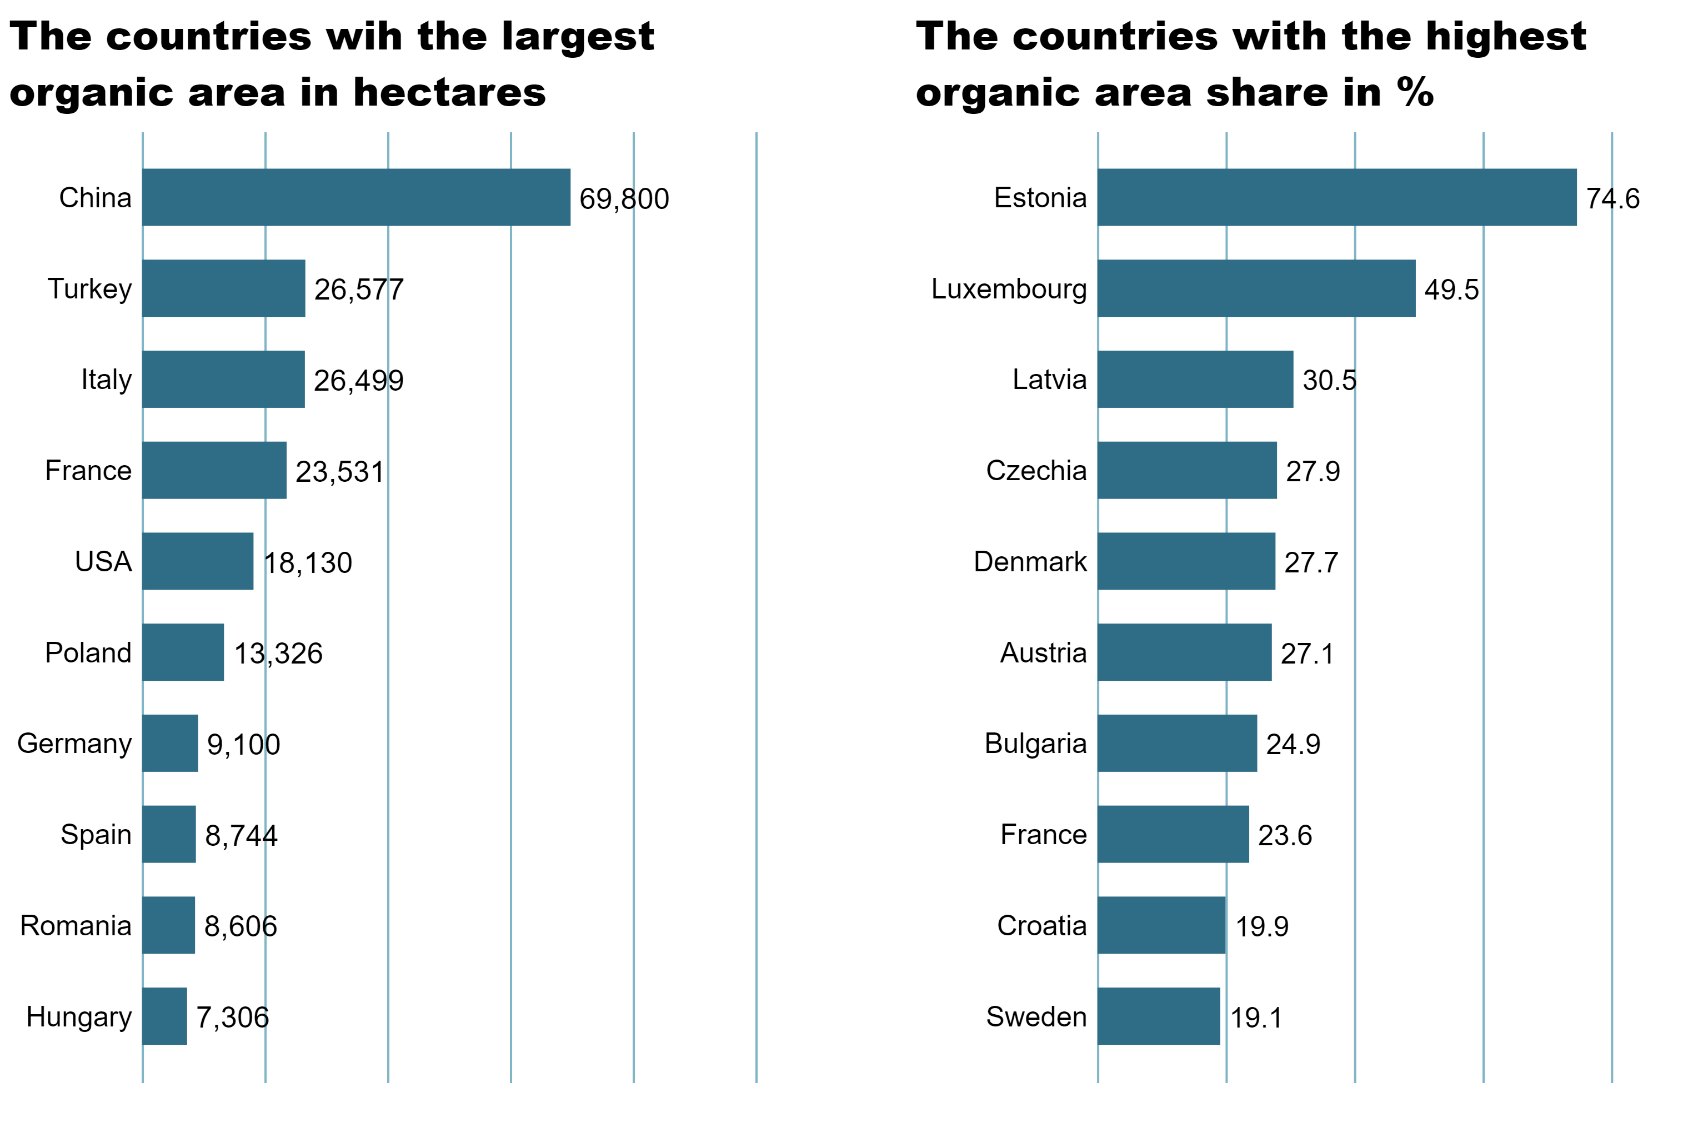 The countries wih the largest
organic area in hectares
China 69,800
Turkey 26,577
Italy 26,499
France 23,531
USA 18,130
Poland 13,326
Germany 9,100
Spain 8,744
Romania 8,606
Hungary 7,306
The countries with the highest
organic area share in %
Estonia 74.6
Luxembourg 49.5
Latvia 30.5
Czechia 27.9
Denmark 27.7
Austria 27.1
Bulgaria 24.9
France 23.6
Croatia 19.9
Sweden 19.1